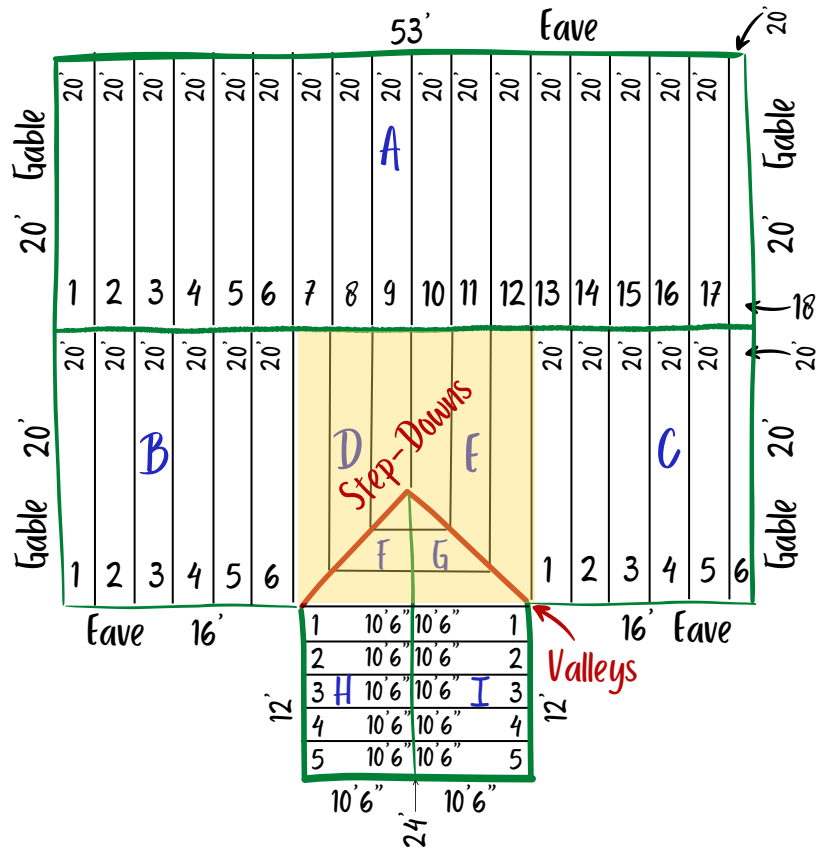 53' Eave 20'
20' 20' 20' 20' 20' 20' 20' 20' 20' 20' 20' 20' 20' 20' 20' 20' 20'
Gable 20'
A
Gable 20'
1 2 3 4 5 6 7 8 9 10 11 12 13 14 15 16 17
18
20' 20' 20' 20' 20' 20' 20' 20' 20' 20' 20' 20'
20' Gable
B
D
Step-Downs
E
C
20' Gable
F G
1 2 3 4 5 6
1 2 3 4 5 6
Eave 16'
16' Eave
Valleys
1 10'6" 10'6" 1
2 10'6" 10'6" 2
12' 3 H 10'6" 10'6" I 3 12'
4 10'6" 10'6" 4
5 10'6" 10'6" 5
10'6" 10'6"
24'